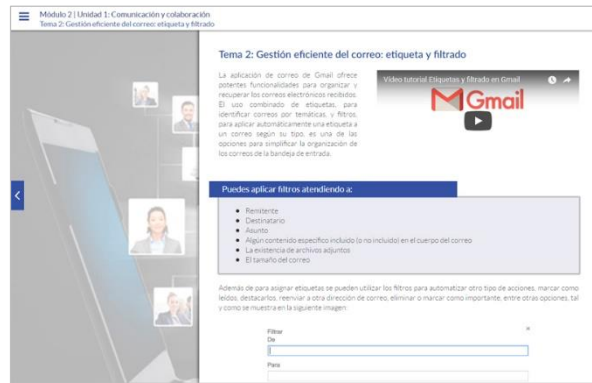 Módulo 2 | Unidad 1: Comunicación y colaboración
Tema 2: Gestión eficiente del correo: etiqueta y filtrado
Tema 2: Gestión eficiente del correo: etiqueta y filtrado
La aplicación de correo de Gmail ofrece
potentes funcionalidades para organizar y
recuperar los correos electrónicos recibidos.
El uso combinado de etiquetas, para
identificar correos por temáticas, y filtros,
para aplicar automáticamente una etiqueta a
un correo según su tipo, es una de las
opciones para simplificar la organización de
los correos de la bandeja de entrada.
Vídeo tutorial Etiquetas y filtrado en Gmail
Gmail
Puedes aplicar filtros atendiendo a:
Remitente
Destinatario
Asunto
Algún contenido específico incluido (o no incluido) en el cuerpo del correo
La existencia de archivos adjuntos
El tamaño del correo
Además de para asignar etiquetas se pueden utilizar los filtros para automatizar otro tipo de acciones, marcar como
leídos, destacarlos, reenviar a otra dirección de correo, eliminar o marcar como importante, entre otras opciones, tal
y como se muestra en la siguiente imagen:
Filtrar
De
Para